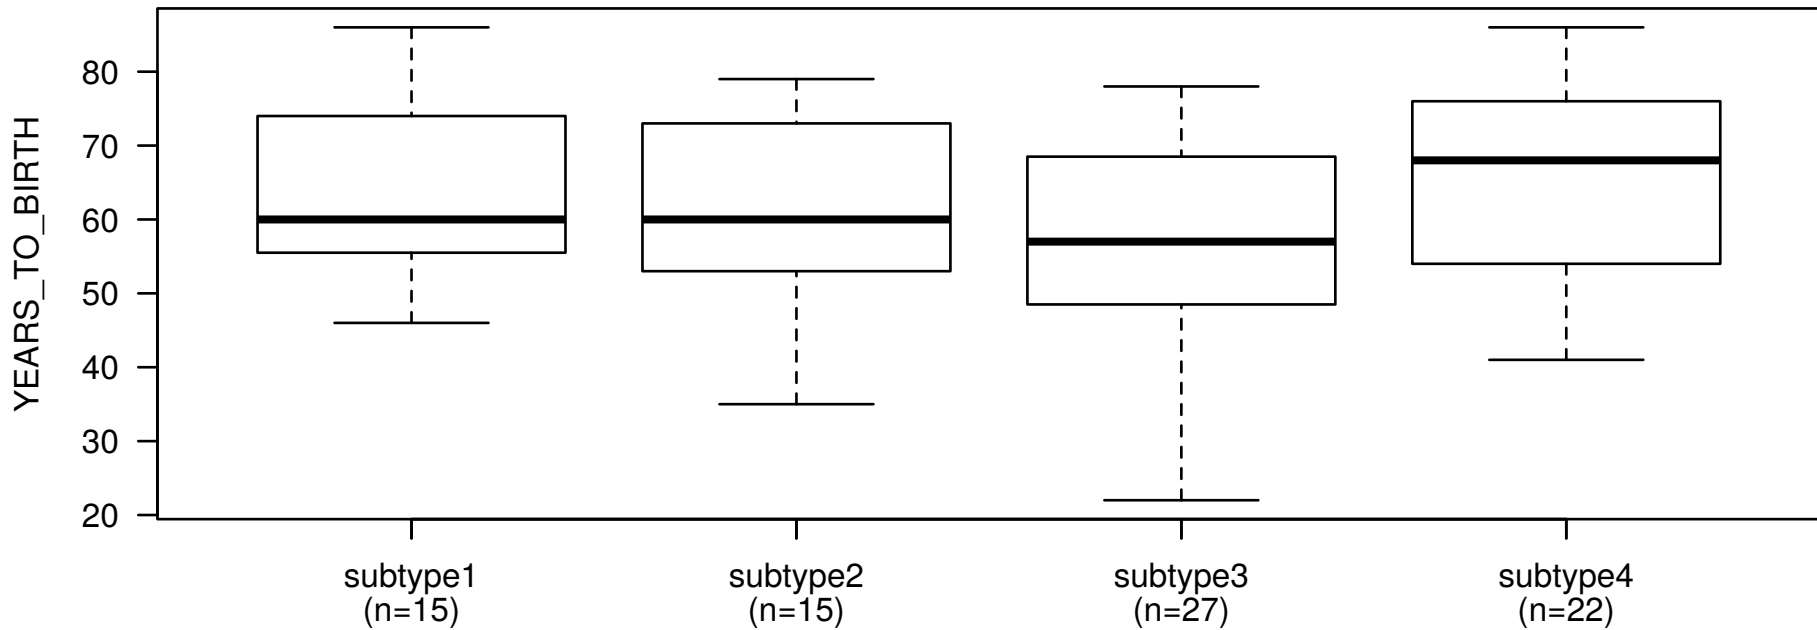 YEARS_TO_BIRTH
80
70
60
50
40
30
20
subtype1
(n=15)
subtype2
(n=15)
subtype3
(n=27)
subtype4
(n=22)